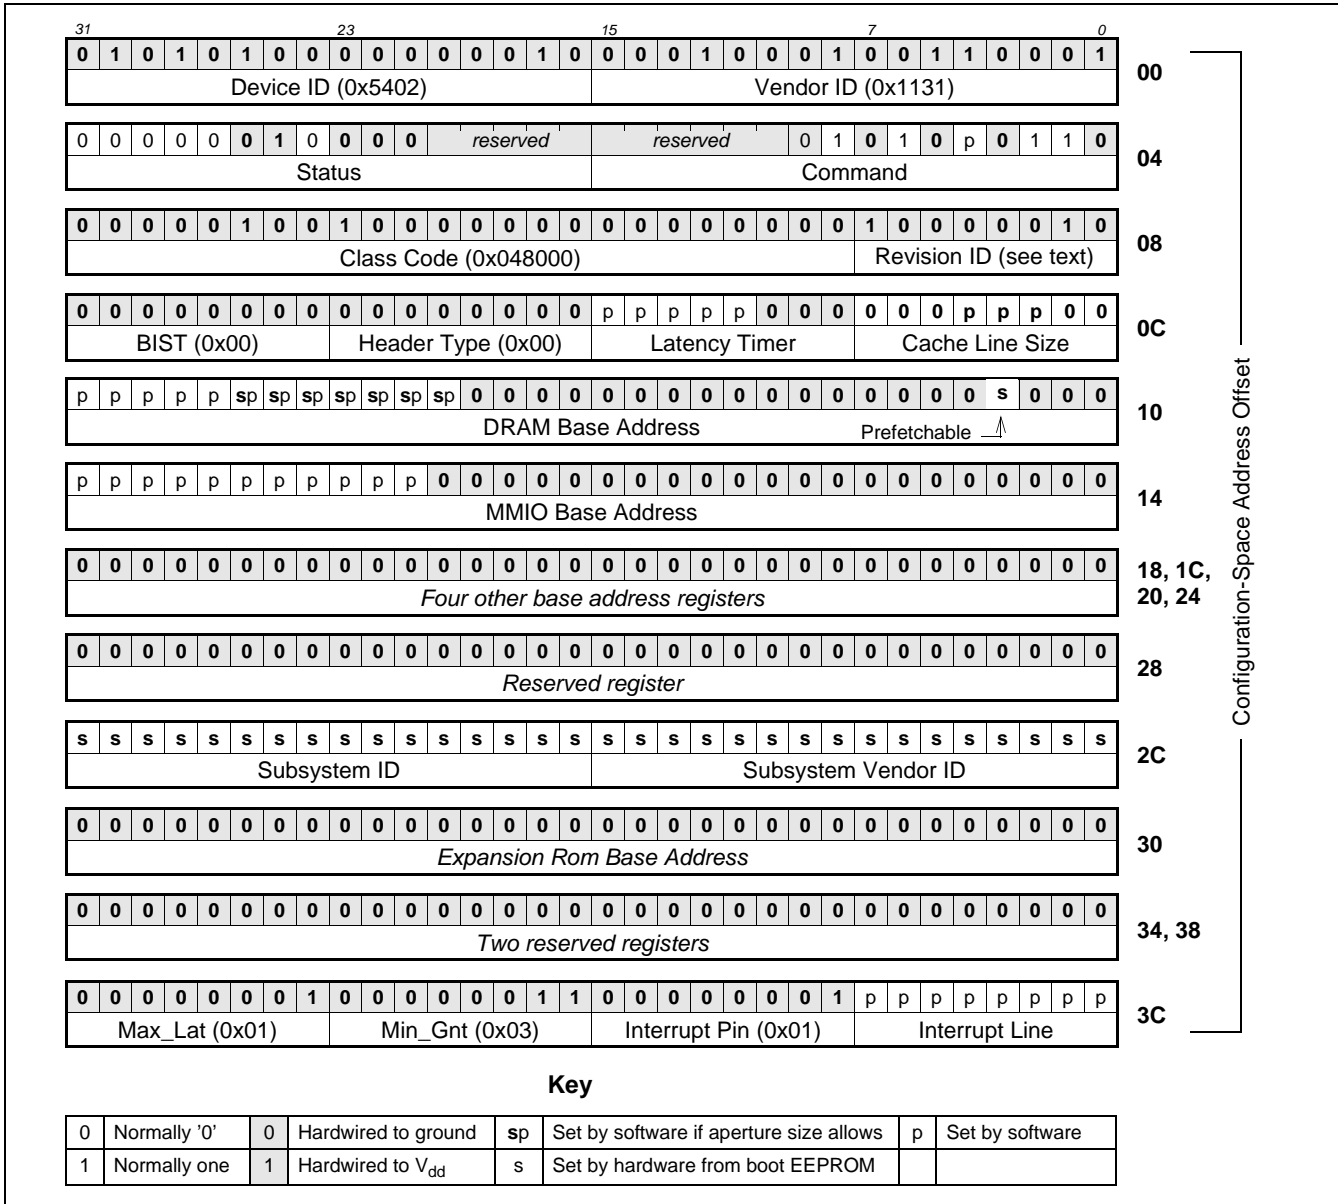 31 23 15 7 0
0 1 0 1 0 1 0 0 0 0 0 0 0 0 1 0 0 0 0 1 0 0 0 1 0 0 1 1 0 0 0 1
Device ID (0x5402) Vendor ID (0x1131)
00
0 0 0 0 0 0 1 0 0 0 0 reserved reserved 0 1 0 1 0 p 0 1 1 0
Status Command
04
0 0 0 0 0 1 0 0 1 0 0 0 0 0 0 0 0 0 0 0 0 0 0 0 1 0 0 0 0 0 1 0
Class Code (0x048000) Revision ID (see text)
08
0 0 0 0 0 0 0 0 0 0 0 0 0 0 0 0 p p p p p 0 0 0 0 0 0 p p p 0 0
BIST (0x00) Header Type (0x00) Latency Timer Cache Line Size
0C
p p p p p sp sp sp sp sp sp sp 0 0 0 0 0 0 0 0 0 0 0 0 0 0 0 0 s 0 0 0
DRAM Base Address Prefetchable
10
p p p p p p p p p p p 0 0 0 0 0 0 0 0 0 0 0 0 0 0 0 0 0 0 0 0 0
MMIO Base Address
14
0 0 0 0 0 0 0 0 0 0 0 0 0 0 0 0 0 0 0 0 0 0 0 0 0 0 0 0 0 0 0 0
Four other base address registers
18, 1C,
20, 24
0 0 0 0 0 0 0 0 0 0 0 0 0 0 0 0 0 0 0 0 0 0 0 0 0 0 0 0 0 0 0 0
Reserved register
28
s s s s s s s s s s s s s s s s s s s s s s s s s s s s s s s s
Subsystem ID Subsystem Vendor ID
2C
0 0 0 0 0 0 0 0 0 0 0 0 0 0 0 0 0 0 0 0 0 0 0 0 0 0 0 0 0 0 0 0
Expansion Rom Base Address
30
0 0 0 0 0 0 0 0 0 0 0 0 0 0 0 0 0 0 0 0 0 0 0 0 0 0 0 0 0 0 0 0
Two reserved registers
34, 38
0 0 0 0 0 0 0 1 0 0 0 0 0 0 1 1 0 0 0 0 0 0 0 1 p p p p p p p p
Max_Lat (0x01) Min_Gnt (0x03) Interrupt Pin (0x01) Interrupt Line
3C
Configuration-Space Address Offset
Key
0 Normally '0' 0 Hardwired to ground sp Set by software if aperture size allows p Set by software
1 Normally one 1 Hardwired to Vdd s Set by hardware from boot EEPROM